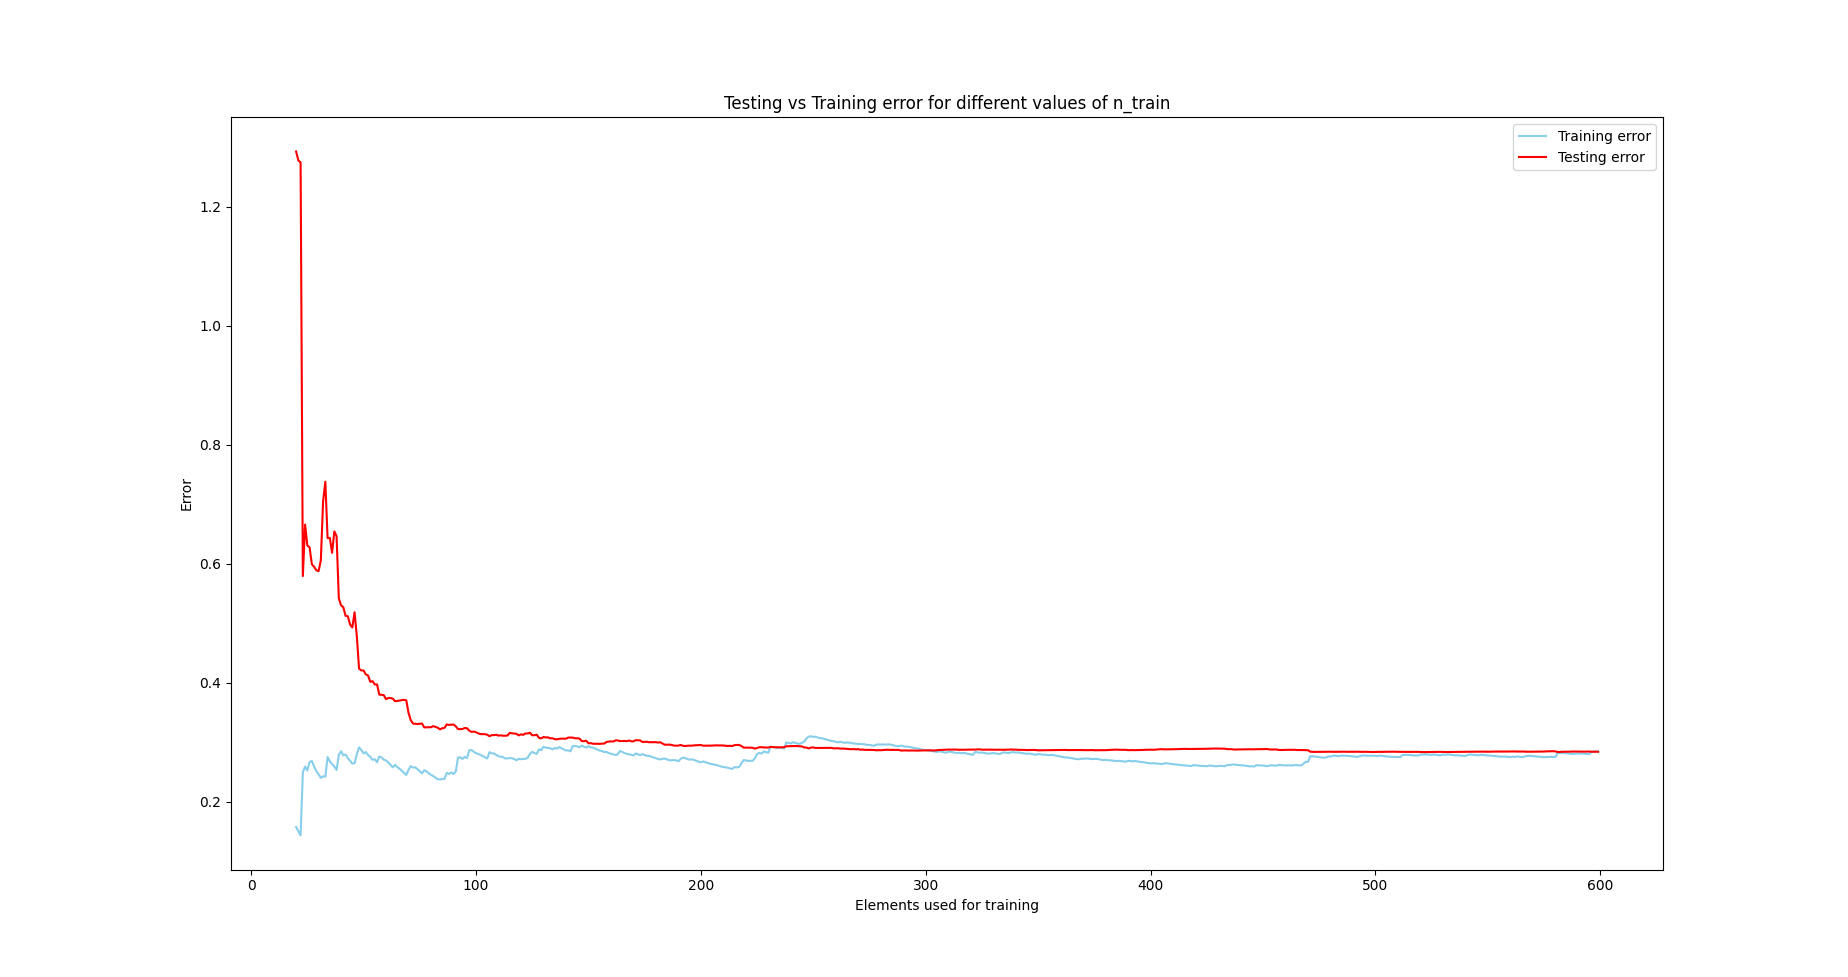 Testing vs Training error for different values of n_train
Training error
Testing error
1.2
1.0
0.8
0.6
0.4
0.2
Error
0 100 200 300 400 500 600
Elements used for training